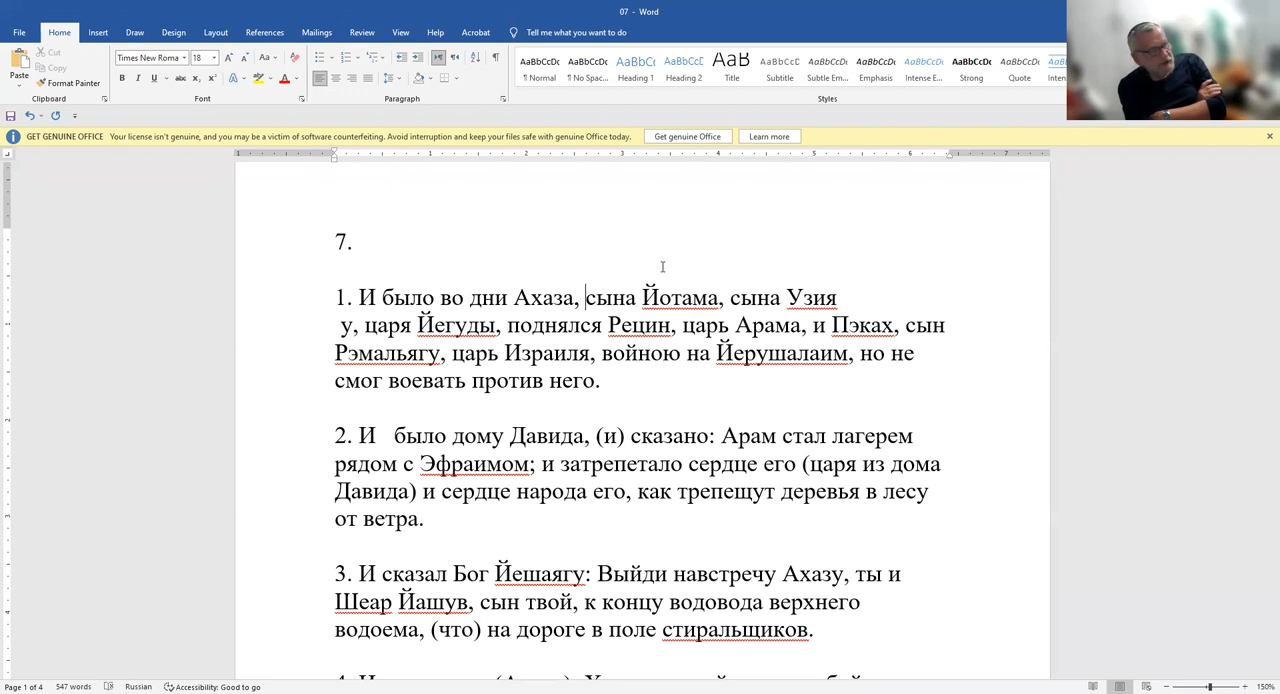 07 - Word
File Home Insert Draw Design Layout References Mailings Review View Help Acrobat Tell me what you want to do
Paste
Cut
Copy
Format Painter
Times New Roma 18
Clipboard Font Paragraph Styles
AaBbCcDc AaBbCcDc AaBbCc AaBbCcD AaB AaBbCcD AaBbCcDc AaBbCcDc AaBbCcDc AaBbCcDc AaBbCcDc
¶ Normal ¶ No Spac... Heading 1 Heading 2 Title Subtitle Subtle Em... Emphasis Intense E... Strong Quote
GET GENUINE OFFICE Your license isn't genuine, and you may be a victim of software counterfeiting. Avoid interruption and keep your files safe with genuine Office today. Get genuine Office Learn more
7.
1. И было во дни Ахаза, сына Йотама, сына Узия
у, царя Йегуды, поднялся Рецин, царь Арама, и Пэках, сын
Рэмальягу, царь Израиля, войною на Йерушалаим, но не
смог воевать против него.
2. И было дому Давида, (и) сказано: Арам стал лагерем
рядом с Эфраимом; и затрепетало сердце его (царя из дома
Давида) и сердце народа его, как трепещут деревья в лесу
от ветра.
3. И сказал Бог Йешаягу: Выйди навстречу Ахазу, ты и
Шеар Йашув, сын твой, к концу водовода верхнего
водоема, (что) на дороге в поле стиральщиков.
Page 1 of 4 547 words Russian Accessibility: Good to go 150%